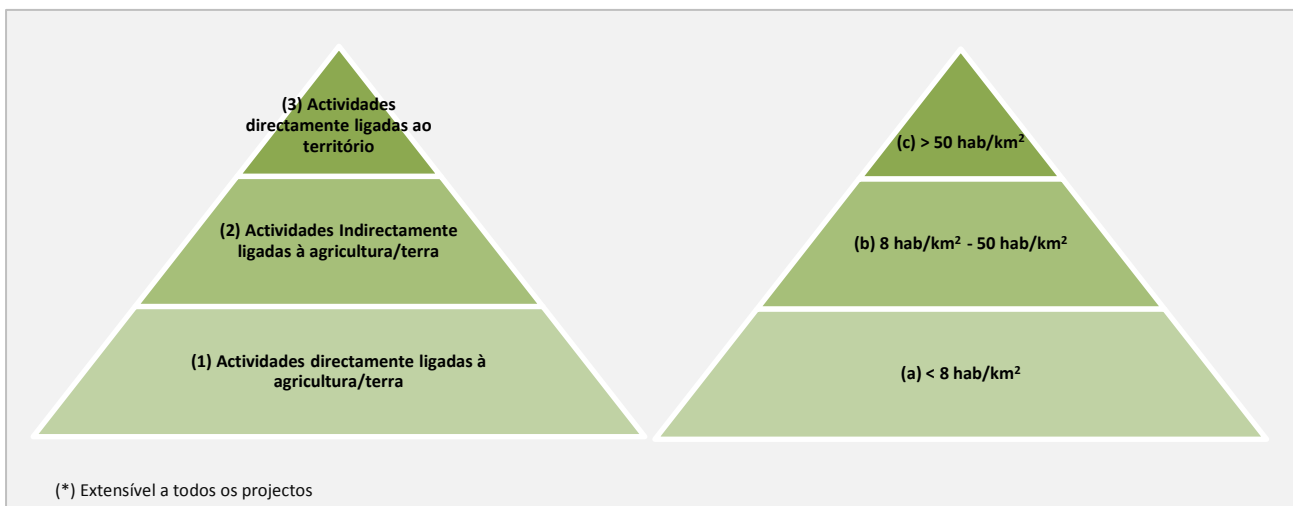 (3) Actividades
directamente ligadas ao
território
(2) Actividades Indirectamente
ligadas à agricultura/terra
(1) Actividades directamente ligadas à
agricultura/terra
(c) > 50 hab/km²
(b) 8 hab/km² - 50 hab/km²
(a) < 8 hab/km²
(*) Extensível a todos os projectos